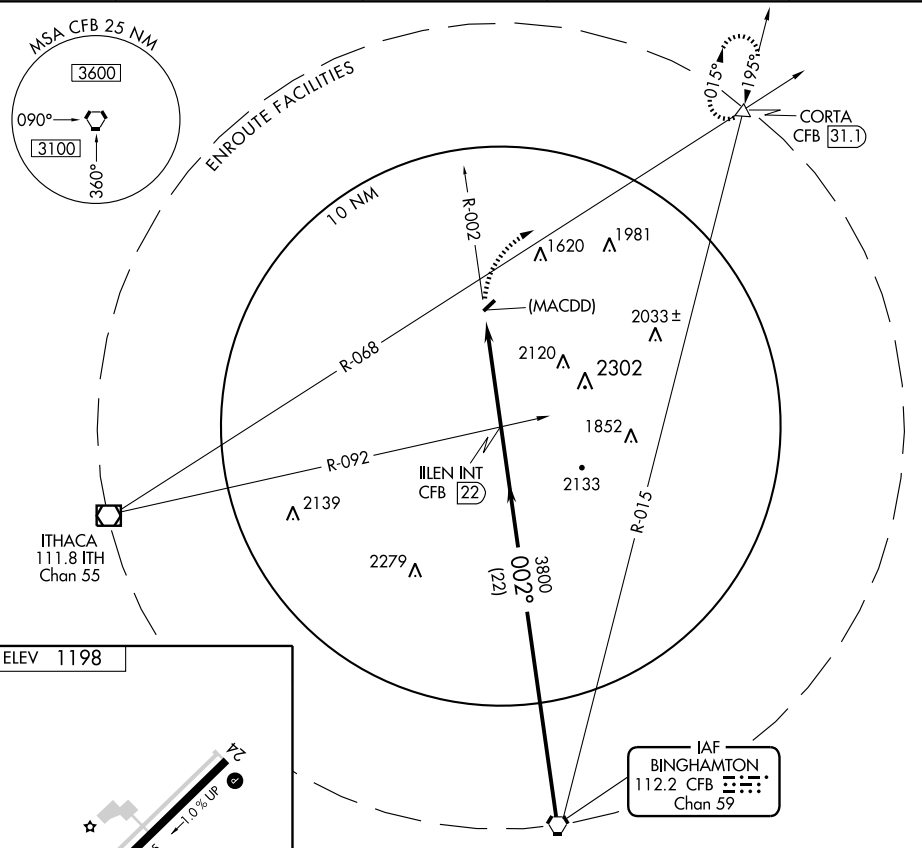 MSA CFB 25 NM
3600
090°
3100
360°
ENROUTE FACILITIES
015°
195°
CORTA
CFB 31.1
10 NM
R-002
1620
1981
(MACDD)
2033±
R-068
2120
2302
1852
R-092
ILEN INT
CFB 22
2133
2139
R-015
ITHACA
111.8 ITH
Chan 55
2279
3800
002°
(22)
ELEV 1198
24
1.0% UP
IAF
BINGHAMTON
112.2 CFB
Chan 59